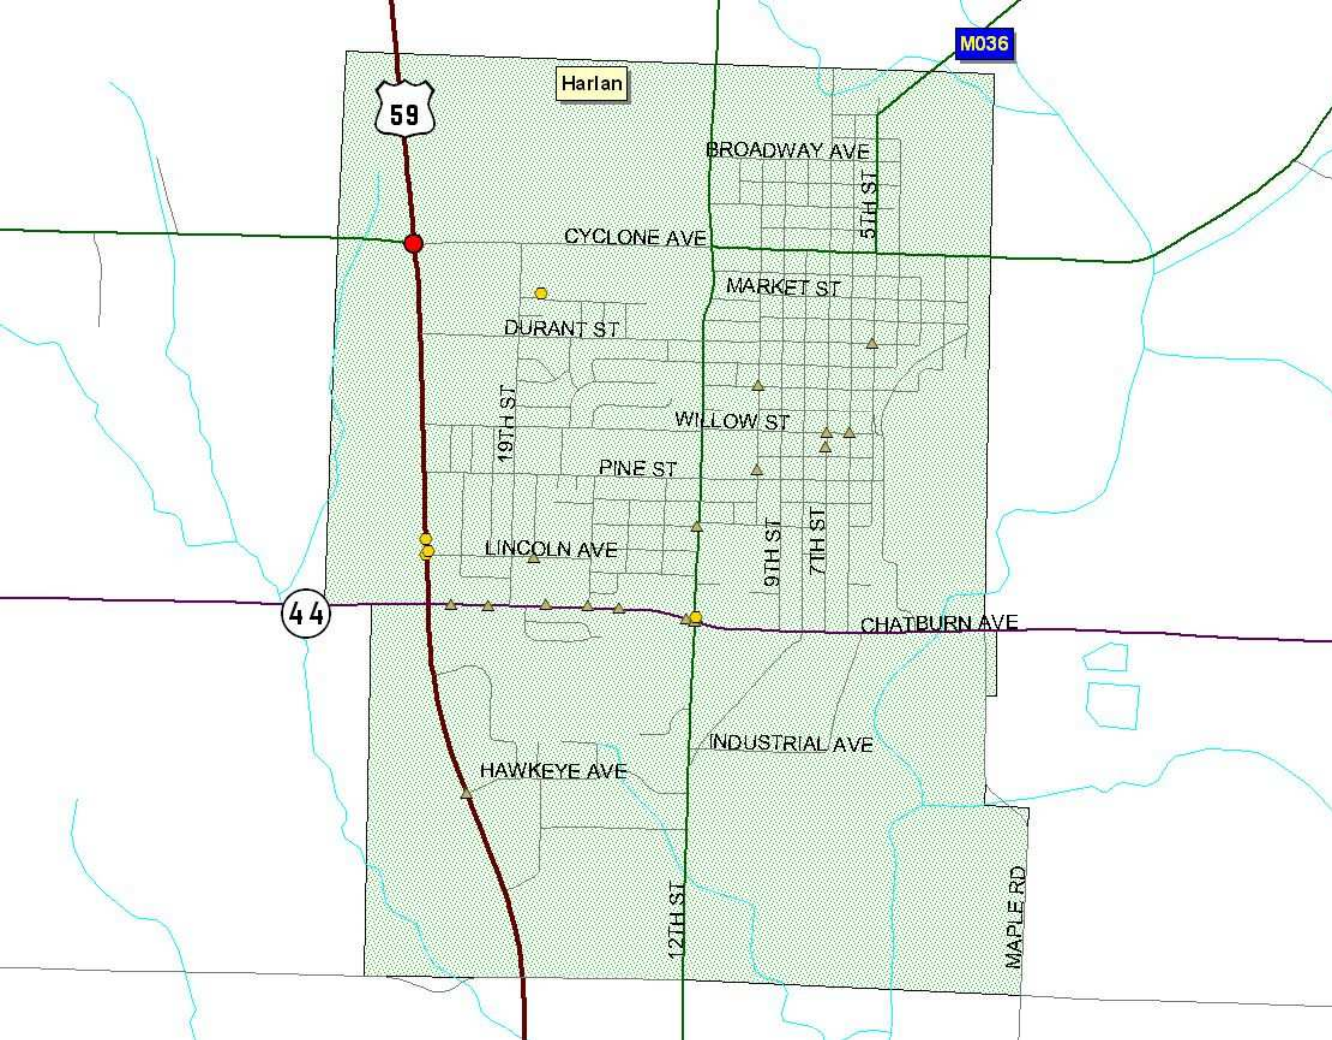 M036
Harlan
59
BROADWAY AVE
5TH ST
CYCLONE AVE
MARKET ST
DURANT ST
19TH ST
WILLOW ST
PINE ST
9TH ST
7TH ST
LINCOLN AVE
44
CHATBURN AVE
INDUSTRIAL AVE
HAWKEYE AVE
12TH ST
MAPLE RD